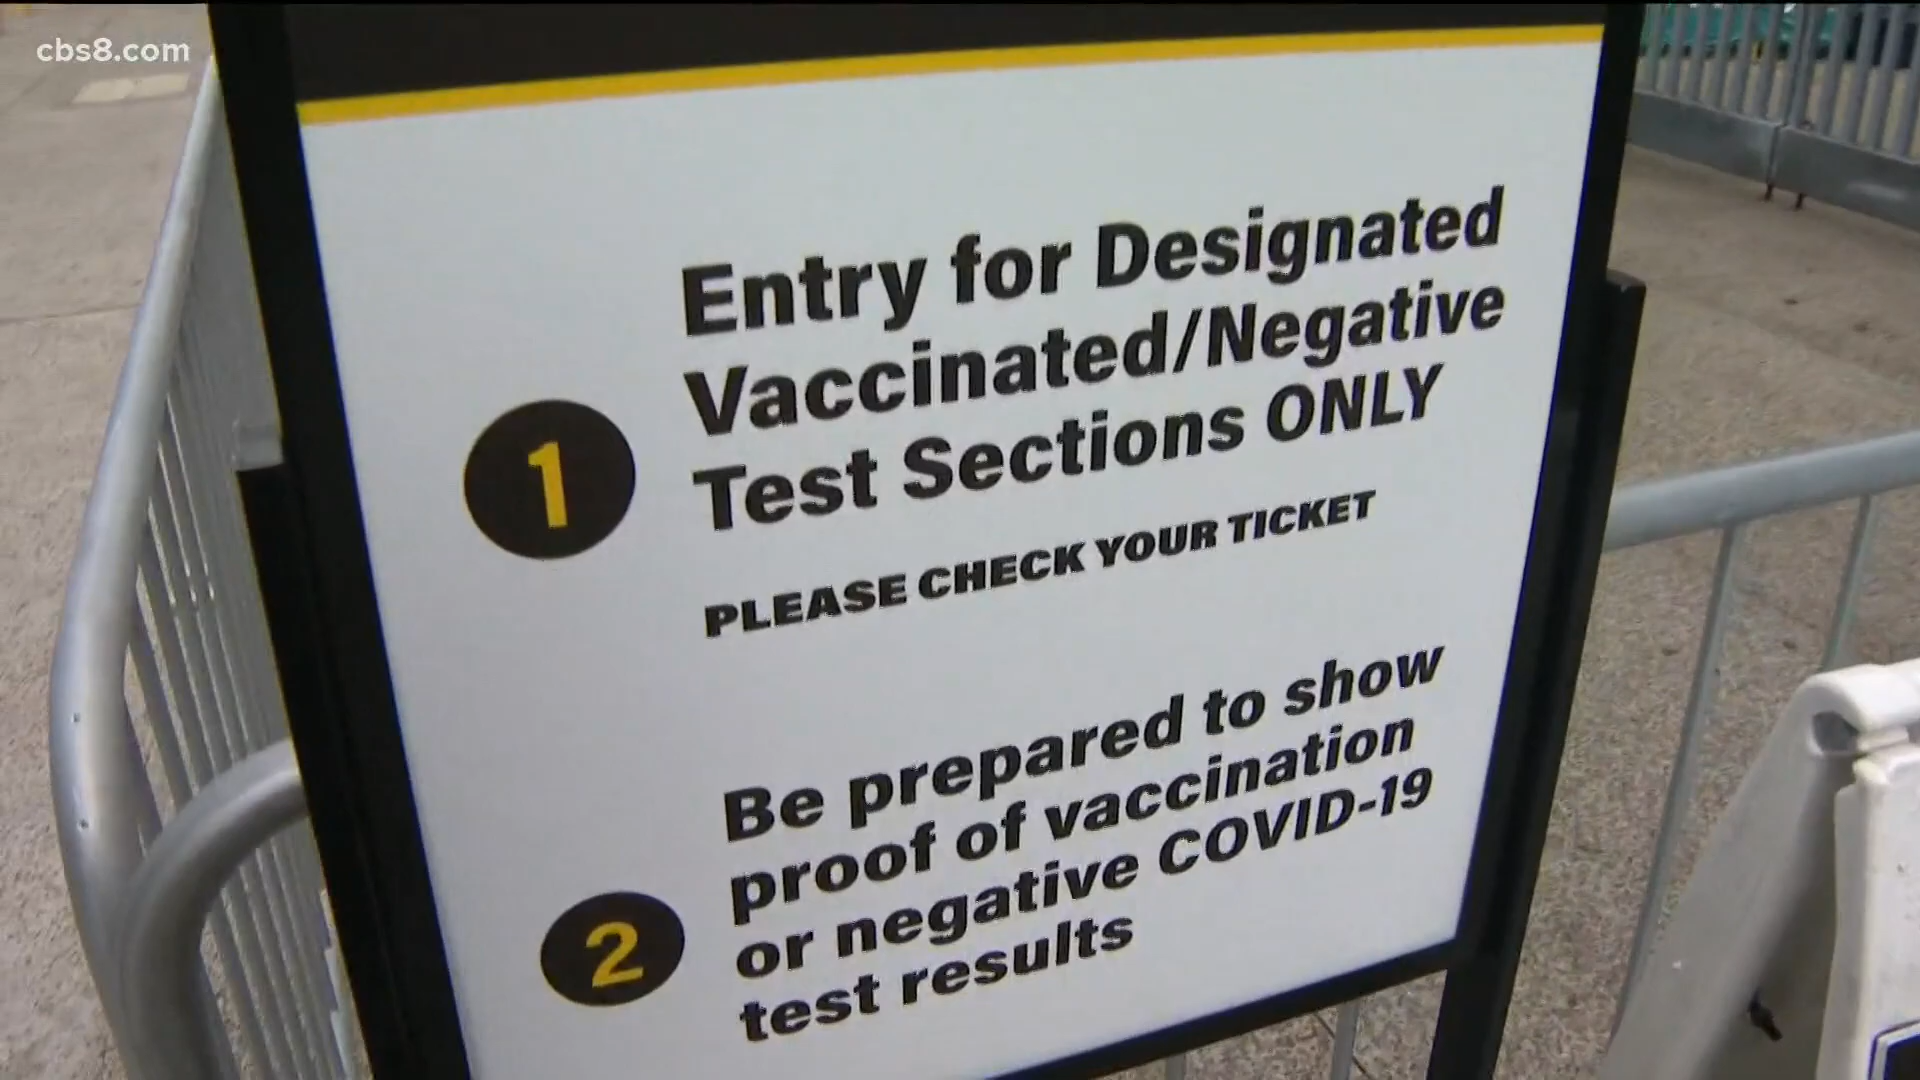 cbs8.com
1
Entry for Designated
Vaccinated/Negative
Test Sections ONLY
PLEASE CHECK YOUR TICKET
2
Be prepared to show
proof of vaccination
or negative COVID-19
test results